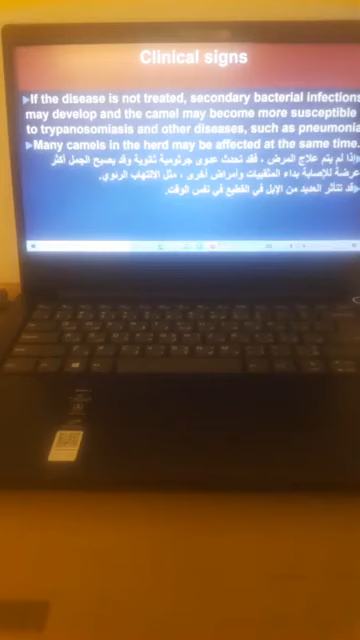 Clinical signs
If the disease is not treated, secondary bacterial infections
may develop and the camel may become more susceptible
to trypanosomiasis and other diseases, such as pneumonia
Many camels in the herd may be affected at the same time.
إذا لم يتم علاج المرض ، فقد تحدث عدوى جرثومية ثانوية وقد يصبح الجمل أكثر
عرضة للإصابة بداء المثقبيات وأمراض أخرى ، مثل الالتهاب الرئوي.
قد تتأثر العديد من الإبل في القطيع في نفس الوقت.